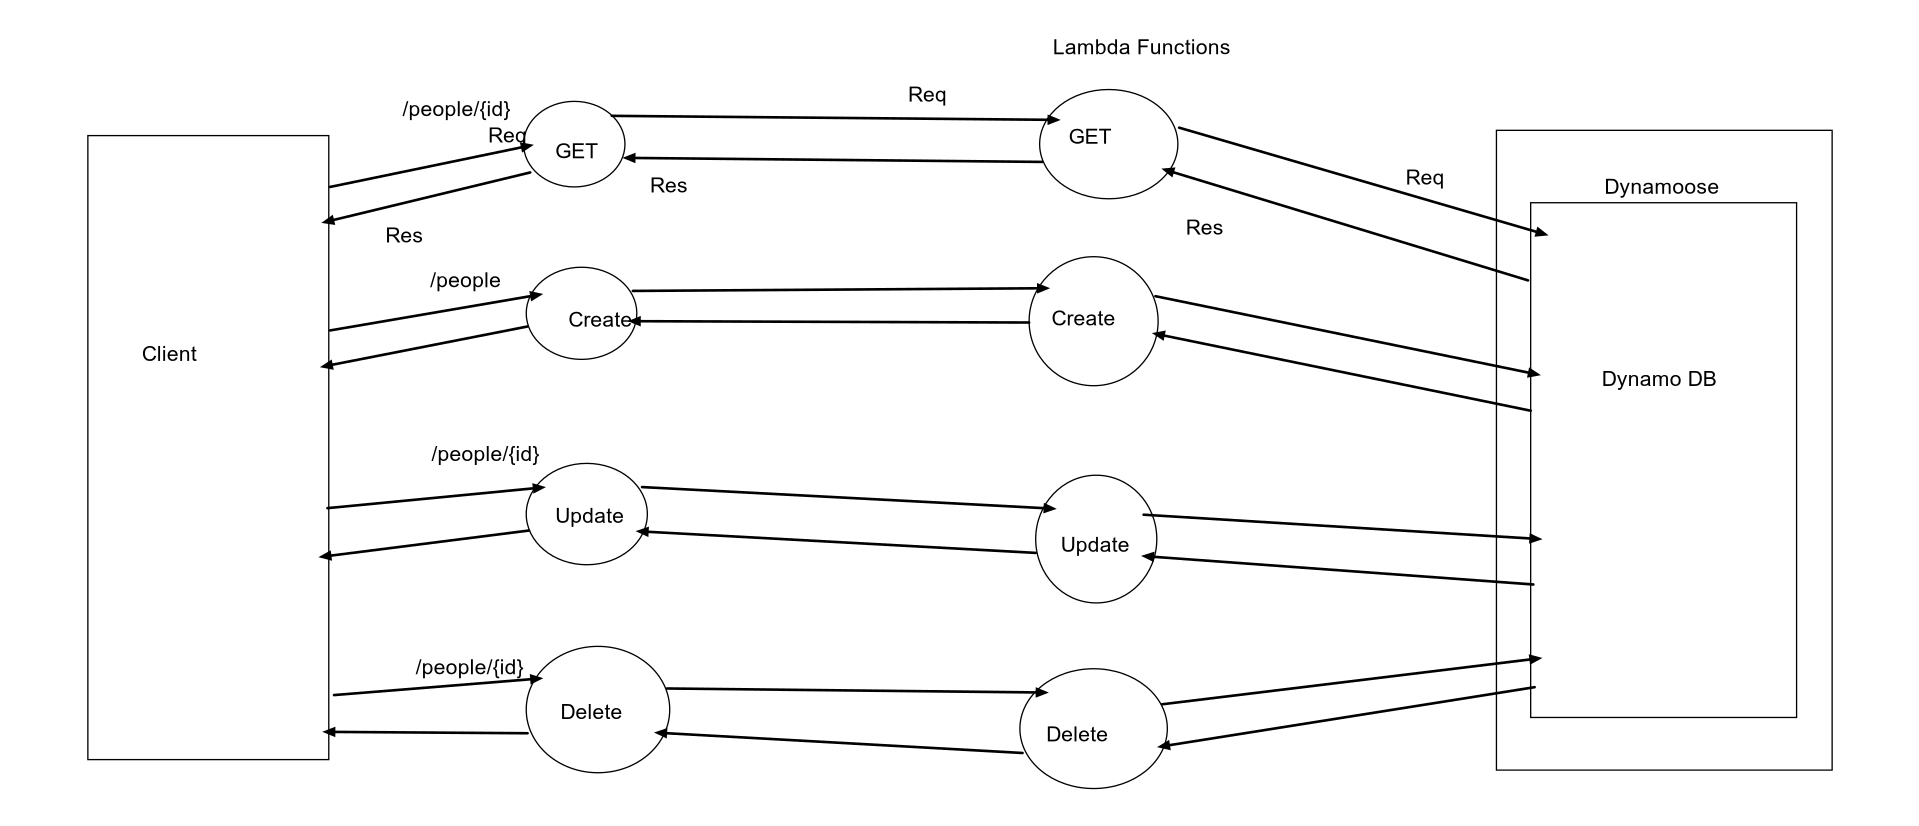 Lambda Functions
/people/{id}
Req
GET
Req
Res
Res
GET
Req
Res
Dynamoose
/people
Create
Create
Client
Dynamo DB
/people/{id}
Update
Update
/people/{id}
Delete
Delete